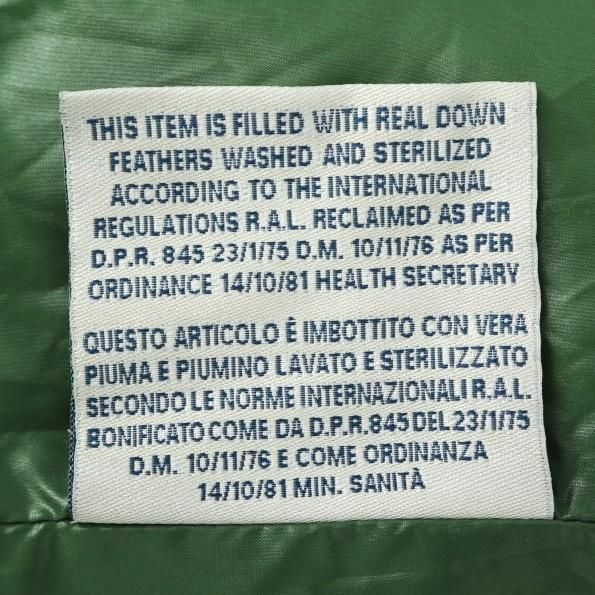 THIS ITEM IS FILLED WITH REAL DOWN
FEATHERS WASHED AND STERILIZED
ACCORDING TO THE INTERNATIONAL
REGULATIONS R.A.L. RECLAIMED AS PER
D.P.R. 845 23/1/75 D.M. 10/11/76 AS PER
ORDINANCE 14/10/81 HEALTH SECRETARY
QUESTO ARTICOLO È IMBOTTITO CON VERA
PIUMA E PIUMINO LAVATO E STERILIZZATO
SECONDO LE NORME INTERNAZIONALI R.A.L.
BONIFICATO COME DA D.P.R. 845 DEL 23/1/75
D.M. 10/11/76 E COME ORDINANZA
14/10/81 MIN. SANITÀ